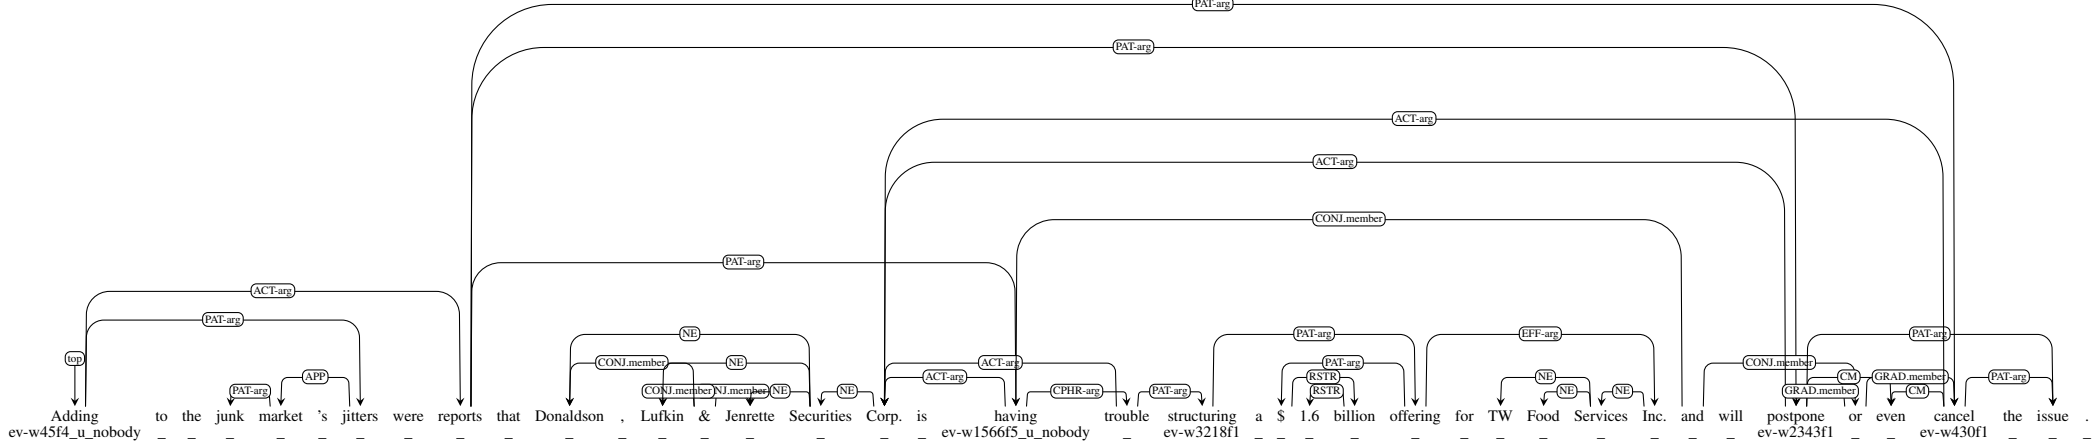 PAT-arg
PAT-arg
ACT-arg
ACT-arg
CONJ.member
PAT-arg
ACT-arg
PAT-arg
NE PAT-arg EFF-arg PAT-arg
top CONJ.member NE ACT-arg PAT-arg CONJ.member
APP ACT-arg RSTR NE CM GRAD.member
PAT-arg CONJ.member NJ.member NE NE CPHR-arg PAT-arg RSTR NE NE GRAD.member CM PAT-arg
Adding to the junk market 's jitters were reports that Donaldson , Lufkin & Jenrette Securities Corp. is having trouble structuring a $ 1.6 billion offering for TW Food Services Inc. and will postpone or even cancel the issue .
ev-w45f4_u_nobody _ _ _ _ _ _ _ _ _ _ _ _ _ _ _ _ _ ev-w1566f5_u_nobody _ ev-w3218f1 _ _ _ _ _ _ _ _ _ _ _ _ ev-w2343f1 _ _ ev-w430f1 _ _ _